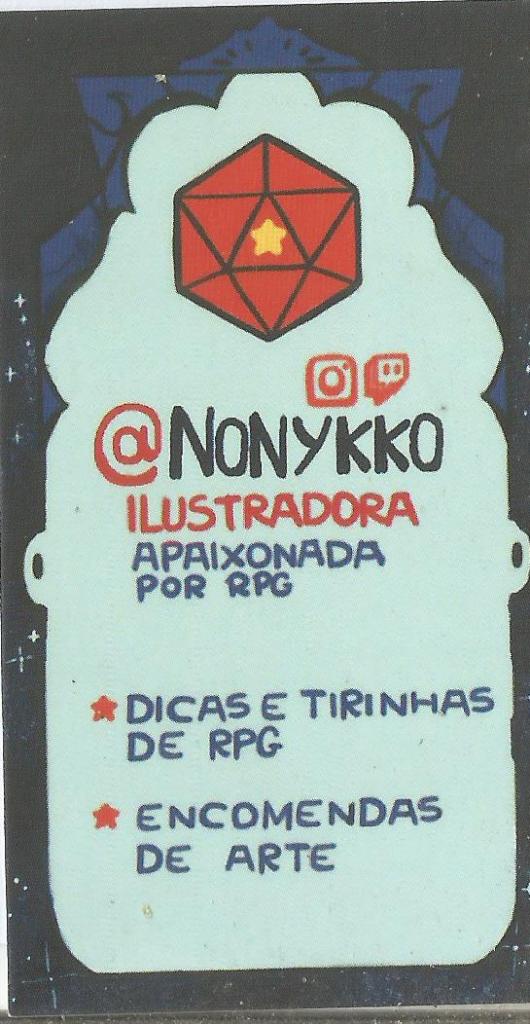 @NONYKKO
ILUSTRADORA
APAIXONADA
POR RPG
DICAS E TIRINHAS
DE RPG
ENCOMENDAS
DE ARTE